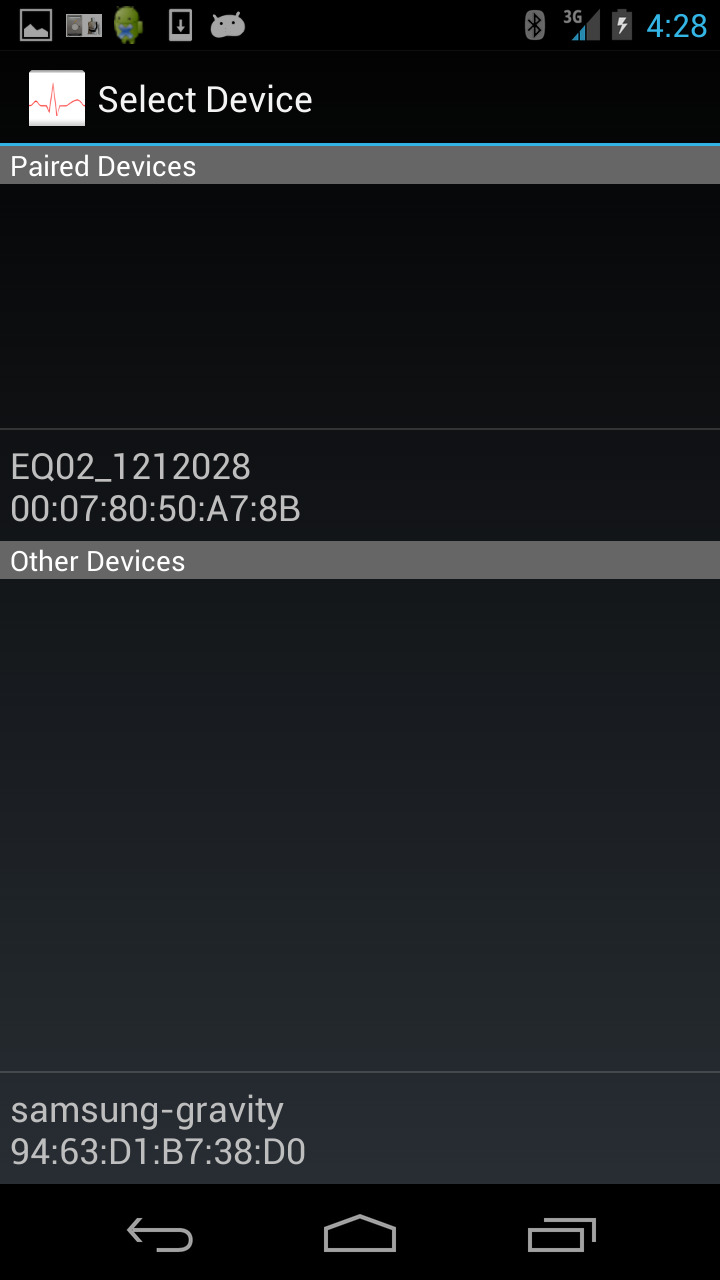 3G 4:28
Select Device
Paired Devices
EQ02_1212028
00:07:80:50:A7:8B
Other Devices
samsung-gravity
94:63:D1:B7:38:D0